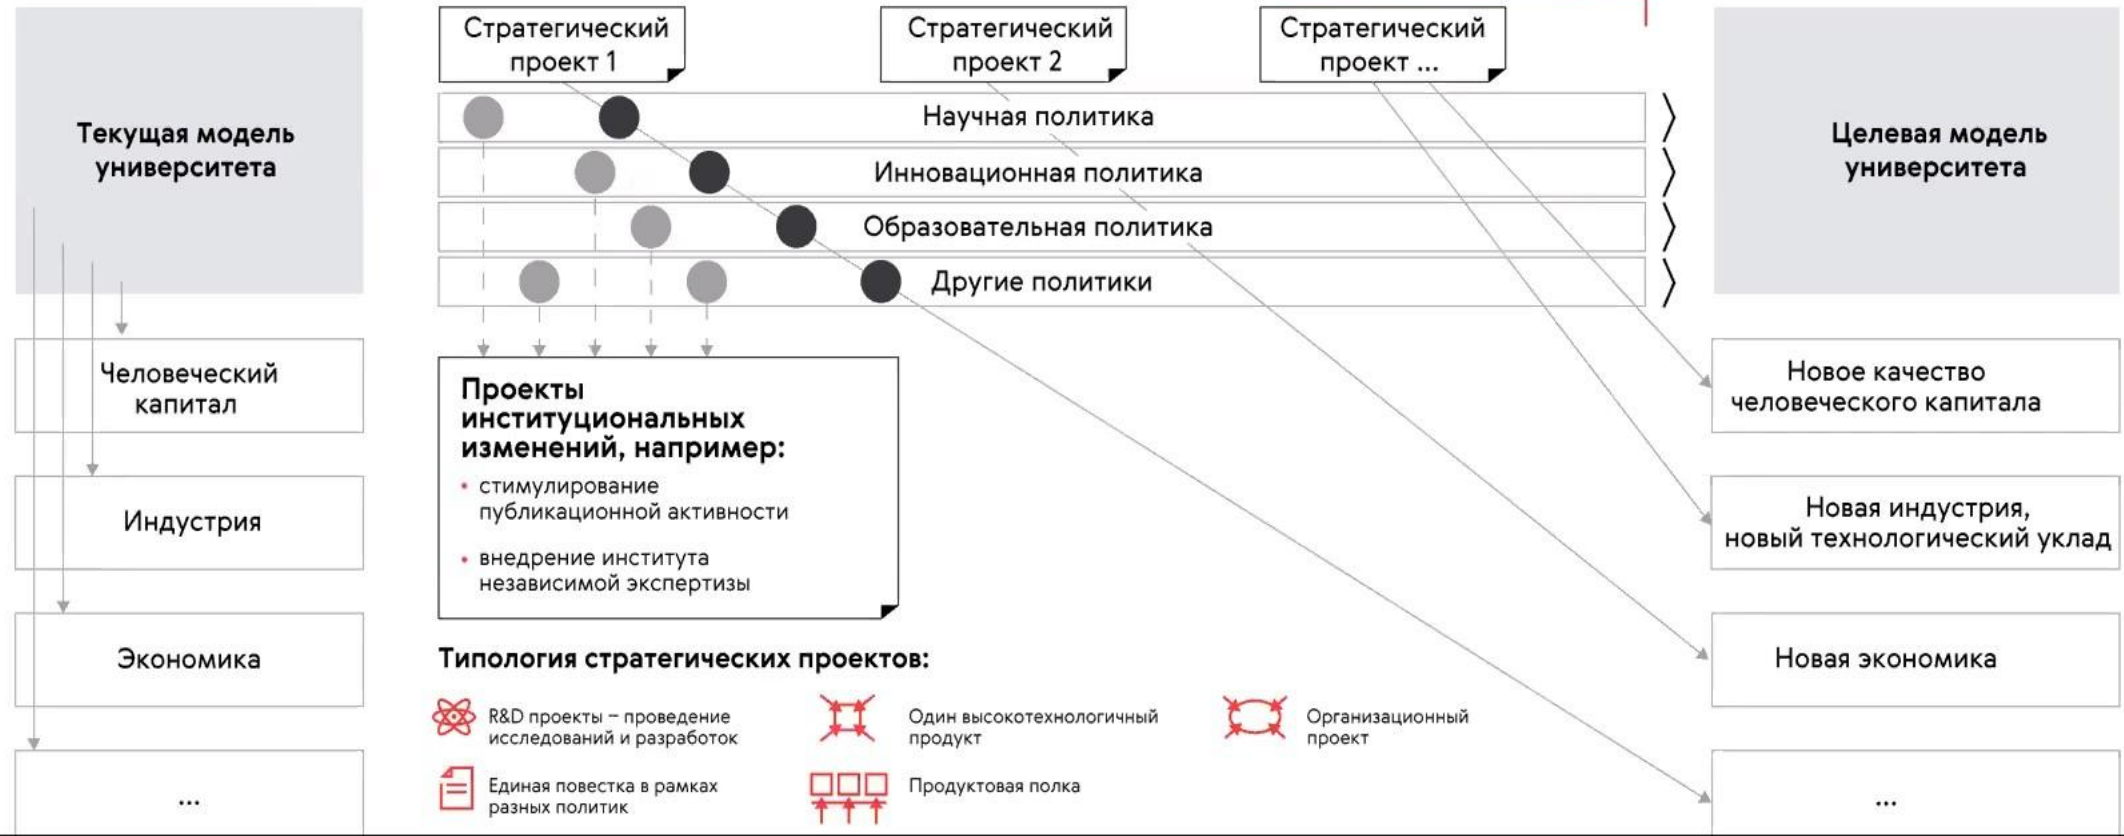 Текущая модель
университета
Человеческий
капитал
Индустрия
Экономика
...
Стратегический
проект 1
Стратегический
проект 2
Стратегический
проект ...
Научная политика
Инновационная политика
Образовательная политика
Другие политики
Проекты
институциональных
изменений, например:
• стимулирование
публикационной активности
• внедрение института
независимой экспертизы
Типология стратегических проектов:
R&D проекты – проведение
исследований и разработок
Один высокотехнологичный
продукт
Организационный
проект
Единая повестка в рамках
разных политик
Продуктовая полка
Целевая модель
университета
Новое качество
человеческого капитала
Новая индустрия,
новый технологический уклад
Новая экономика
...